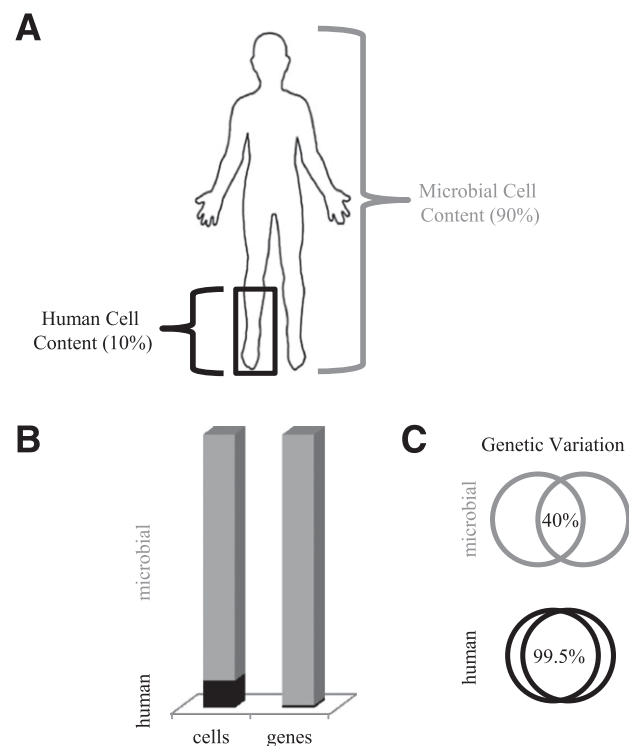 A
Microbial Cell
Content (90%)
Human Cell
Content (10%)
B
microbial
human
cells
genes
C
Genetic Variation
microbial
40%
human
99.5%